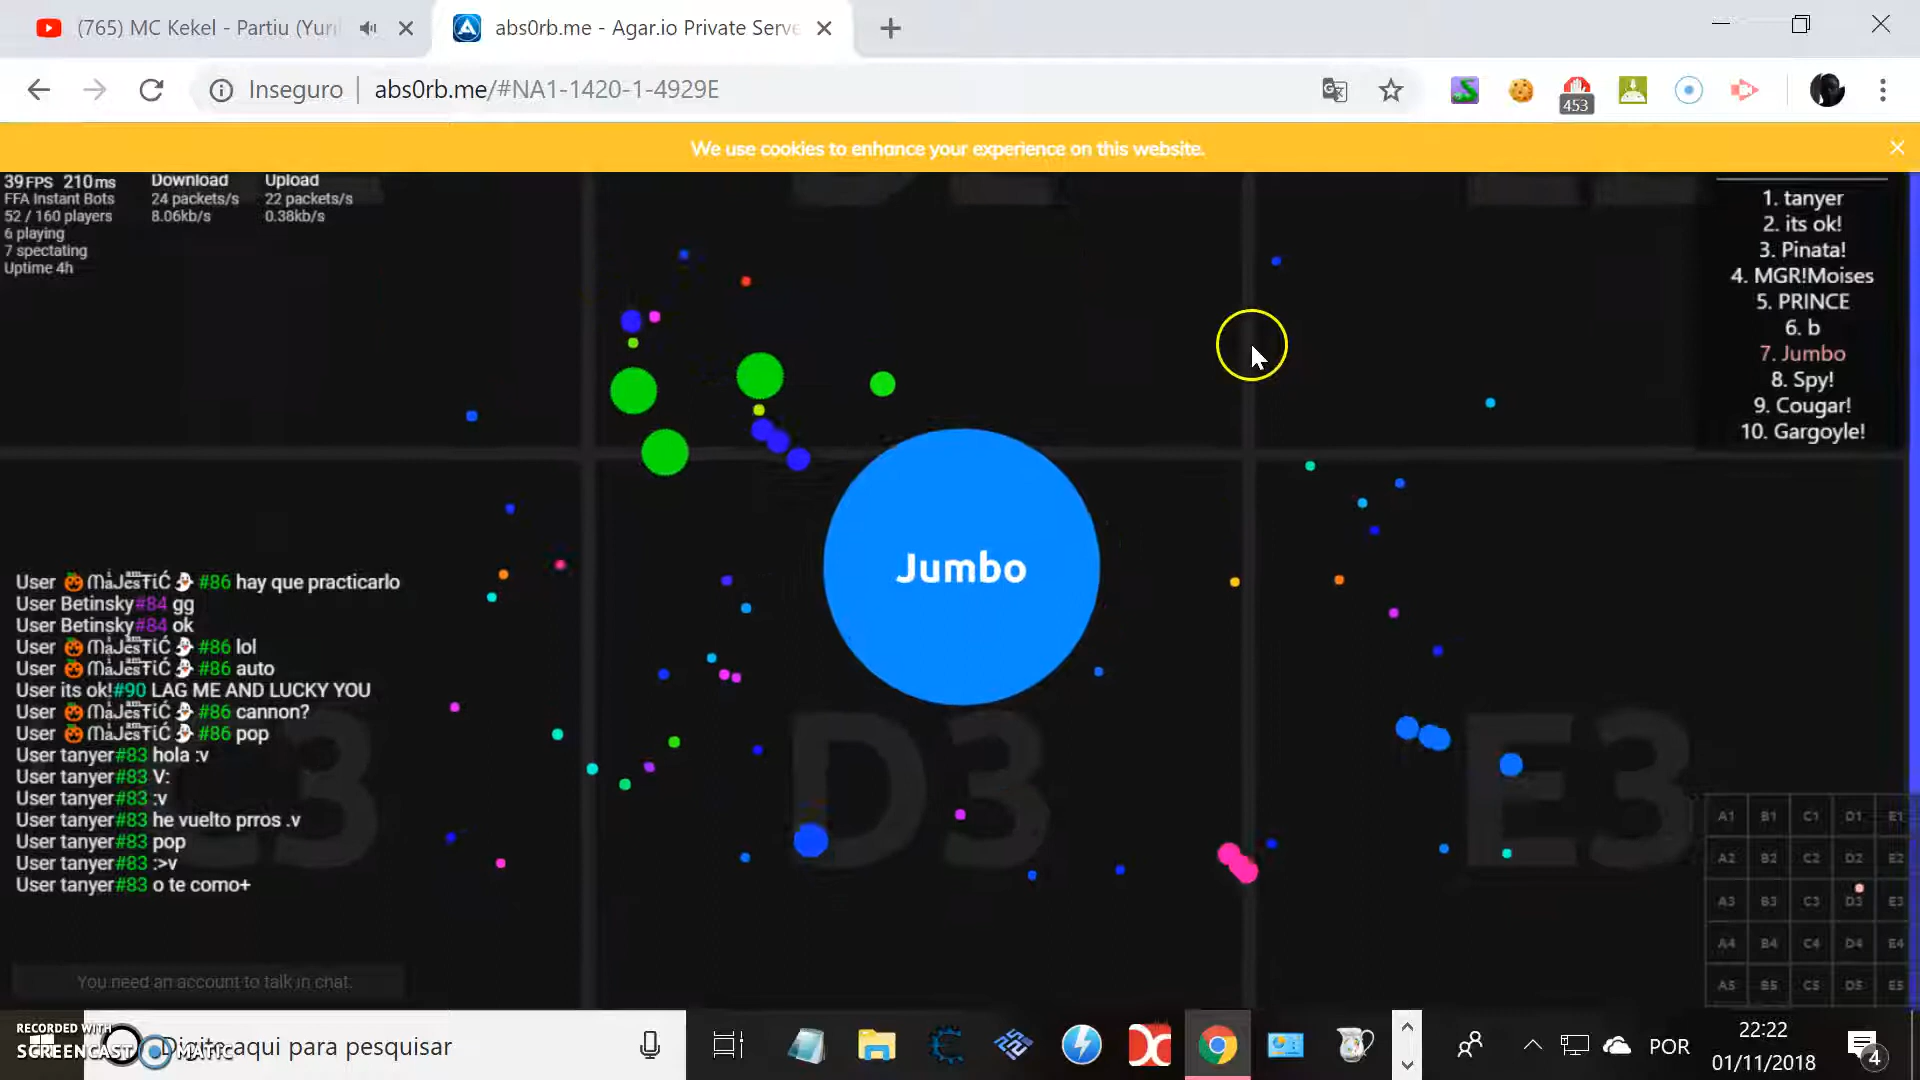 (765) MC Kekel - Partiu (Yuri
abs0rb.me - Agar.io Private Serve
Inseguro
abs0rb.me/#NA1-1420-1-4929E
453
We use cookies to enhance your experience on this website.
39FPS 210ms
FFA Instant Bots
52 / 160 players
6 playing
7 spectating
Uptime 4h
Download
24 packets/s
8.06kb/s
Upload
22 packets/s
0.38kb/s
1. tanyer
2. its ok!
3. Pinata!
4. MGR!Moises
5. PRINCE
6. b
7. Jumbo
8. Spy!
9. Cougar!
10. Gargoyle!
Jumbo
C3
D3
E3
User #86 hay que practicarlo
User Betinsky#84 gg
User Betinsky#84 ok
User #86 lol
User #86 auto
User its ok!#90 LAG ME AND LUCKY YOU
User #86 cannon?
User #86 pop
User tanyer#83 hola :v
User tanyer#83 V:
User tanyer#83 :v
User tanyer#83 he vuelto prros .v
User tanyer#83 pop
User tanyer#83 :>v
User tanyer#83 o te como+
You need an account to talk in chat.
A1 B1 C1 D1 E1
A2 B2 C2 D2 E2
A3 B3 C3 D3 E3
A4 B4 C4 D4 E4
A5 B5 C5 D5 E5
RECORDED WITH
SCREENCAST MATIC
Digite aqui para pesquisar
POR
22:22
01/11/2018
4